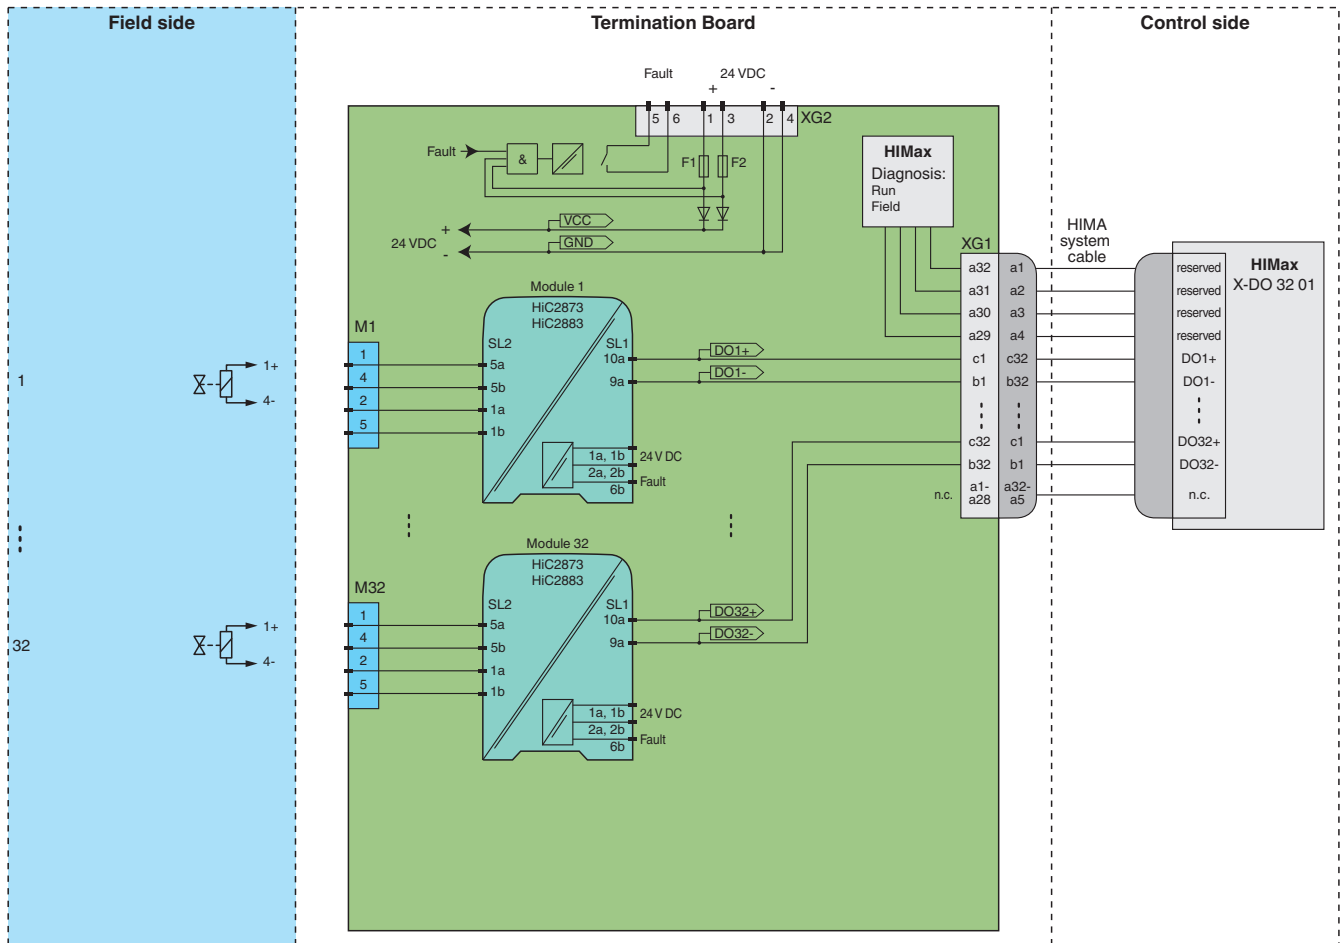 Field side
Termination Board
Control side
Fault
24 VDC
+
-
5
6
1
3
2
4
XG2
Fault
&
F1
F2
HIMax
Diagnosis:
Run
Field
VCC
GND
+
24 VDC
-
XG1
HIMA
system
cable
HIMax
X-DO 32 01
a32
a1
reserved
a31
a2
reserved
a30
a3
reserved
a29
a4
reserved
c1
c32
DO1+
b1
b32
DO1-
c32
c1
DO32+
b32
b1
DO32-
n.c.
a1-
a28
a32-
a5
n.c.
Module 1
HiC2873
HiC2883
M1
SL2
SL1
1
5a
10a
DO1+
4
5b
9a
DO1-
2
1a
5
1b
1a, 1b
24 V DC
2a, 2b
Fault
6b
1
1+
4-
Module 32
HiC2873
HiC2883
M32
SL2
SL1
1
5a
10a
DO32+
4
5b
9a
DO32-
2
1a
5
1b
1a, 1b
24 V DC
2a, 2b
Fault
6b
32
1+
4-